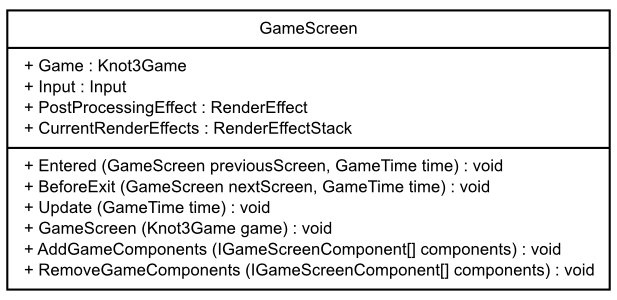 GameScreen
+ Game : Knot3Game
+ Input : Input
+ PostProcessingEffect : RenderEffect
+ CurrentRenderEffects : RenderEffectStack
+ Entered (GameScreen previousScreen, GameTime time) : void
+ BeforeExit (GameScreen nextScreen, GameTime time) : void
+ Update (GameTime time) : void
+ GameScreen (Knot3Game game) : void
+ AddGameComponents (IGameScreenComponent[] components) : void
+ RemoveGameComponents (IGameScreenComponent[] components) : void